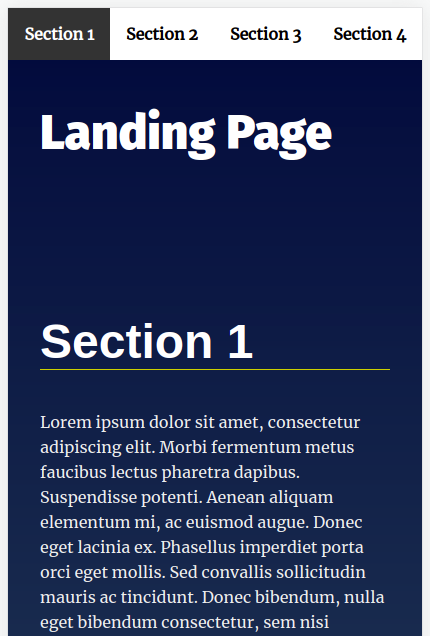 Section 1 Section 2 Section 3 Section 4
Landing Page
Section 1
Lorem ipsum dolor sit amet, consectetur
adipiscing elit. Morbi fermentum metus
faucibus lectus pharetra dapibus.
Suspendisse potenti. Aenean aliquam
elementum mi, ac euismod augue. Donec
eget lacinia ex. Phasellus imperdiet porta
orci eget mollis. Sed convallis sollicitudin
mauris ac tincidunt. Donec bibendum, nulla
eget bibendum consectetur, sem nisi